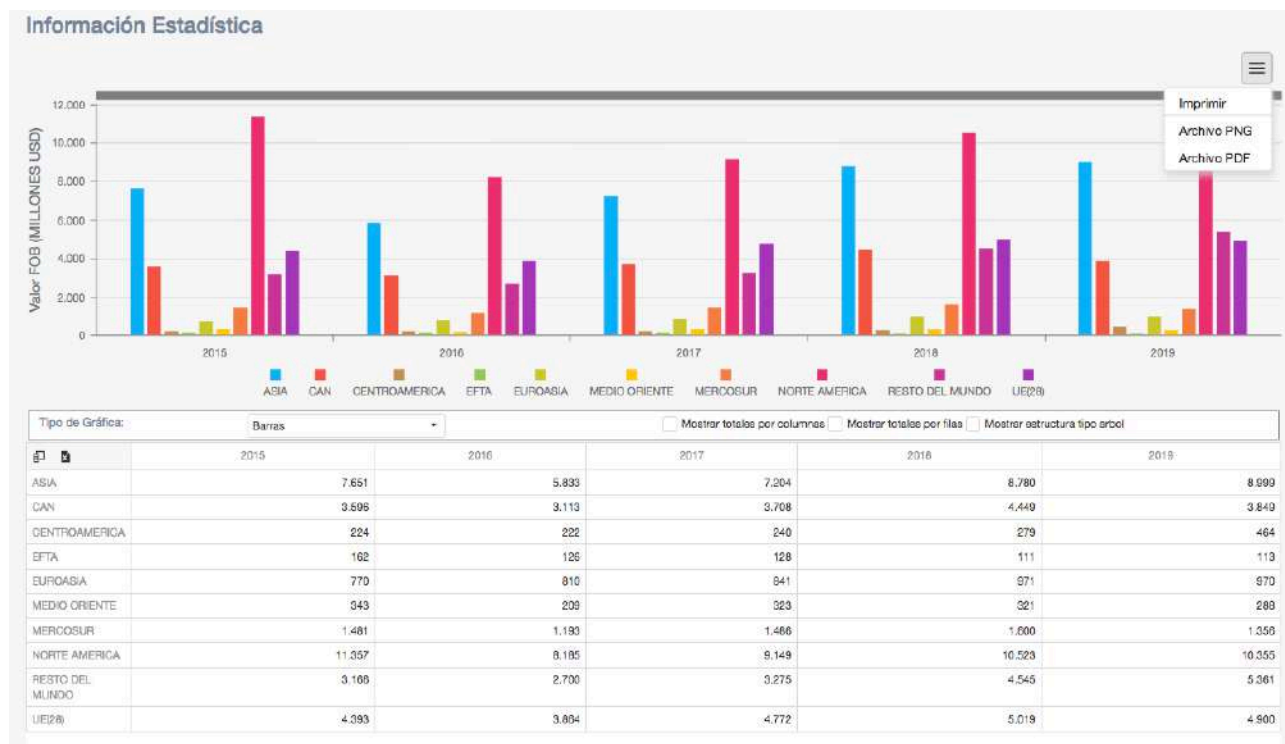 Información Estadística
Imprimir
Archivo PNG
Archivo PDF
Valor FOB (MILLONES USD)
12.000
10.000
8.000
6.000
4.000
2.000
0
2015 2016 2017 2018 2019
ASIA CAN CENTROAMERICA EFTA EUROASIA MEDIO ORIENTE MERCOSUR NORTE AMERICA RESTO DEL MUNDO UE(28)
Tipo de Gráfica: Barras Mostrar totales por columnas Mostrar totales por filas Mostrar estructura tipo arbol
2015 2016 2017 2018 2019
ASIA 7.651 5.833 7.204 8.780 8.999
CAN 3.596 3.113 3.708 4.449 3.849
CENTROAMERICA 224 222 240 279 464
EFTA 162 126 128 111 113
EUROASIA 770 810 841 971 970
MEDIO ORIENTE 343 209 323 321 288
MERCOSUR 1.481 1.193 1.466 1.600 1.356
NORTE AMERICA 11.357 8.185 9.149 10.523 10.355
RESTO DEL 3.168 2.700 3.275 4.545 5.361
MUNDO
UE(28) 4.393 3.864 4.772 5.019 4.900